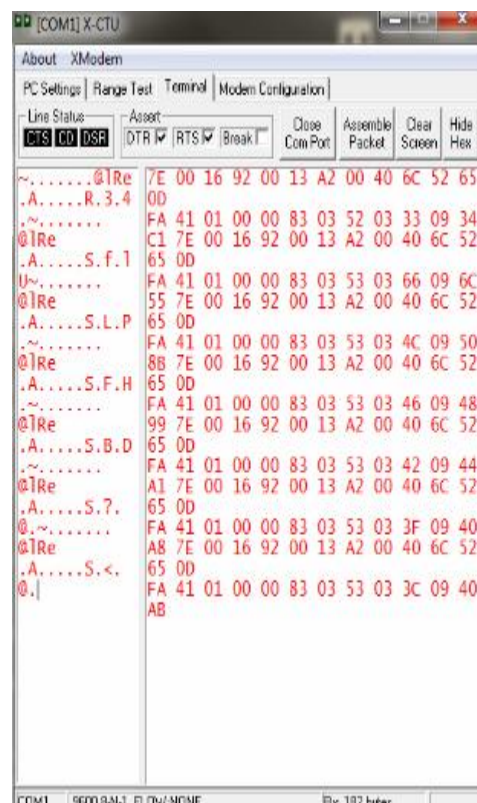 [COM1] X-CTU
About XModem
PC Settings Range Test Terminal Modem Configuration
Line Status Assert
CTS CD DSR DTR RTS Break Close Com Port Assemble Packet Clear Screen Hide Hex
~.......@lRe 7E 00 16 92 00 13 A2 00 40 6C 52 65
.A.....R.3.4 0D
.~....... FA 41 01 00 00 83 03 52 03 33 09 34
@lRe C1 7E 00 16 92 00 13 A2 00 40 6C 52
.A.....S.f.l 65 0D
U~....... FA 41 01 00 00 83 03 53 03 66 09 6C
@lRe 55 7E 00 16 92 00 13 A2 00 40 6C 52
.A.....S.L.P 65 0D
.~....... FA 41 01 00 00 83 03 53 03 4C 09 50
@lRe 8B 7E 00 16 92 00 13 A2 00 40 6C 52
.A.....S.F.H 65 0D
.~....... FA 41 01 00 00 83 03 53 03 46 09 48
@lRe 99 7E 00 16 92 00 13 A2 00 40 6C 52
.A.....S.B.D 65 0D
.~....... FA 41 01 00 00 83 03 53 03 42 09 44
@lRe A1 7E 00 16 92 00 13 A2 00 40 6C 52
.A.....S.?. 65 0D
@.~....... FA 41 01 00 00 83 03 53 03 3F 09 40
@lRe A8 7E 00 16 92 00 13 A2 00 40 6C 52
.A.....S.<. 65 0D
@. FA 41 01 00 00 83 03 53 03 3C 09 40
AB
COM1 9600 8-N-1 FLOW:NONE Rx: 182 bytes